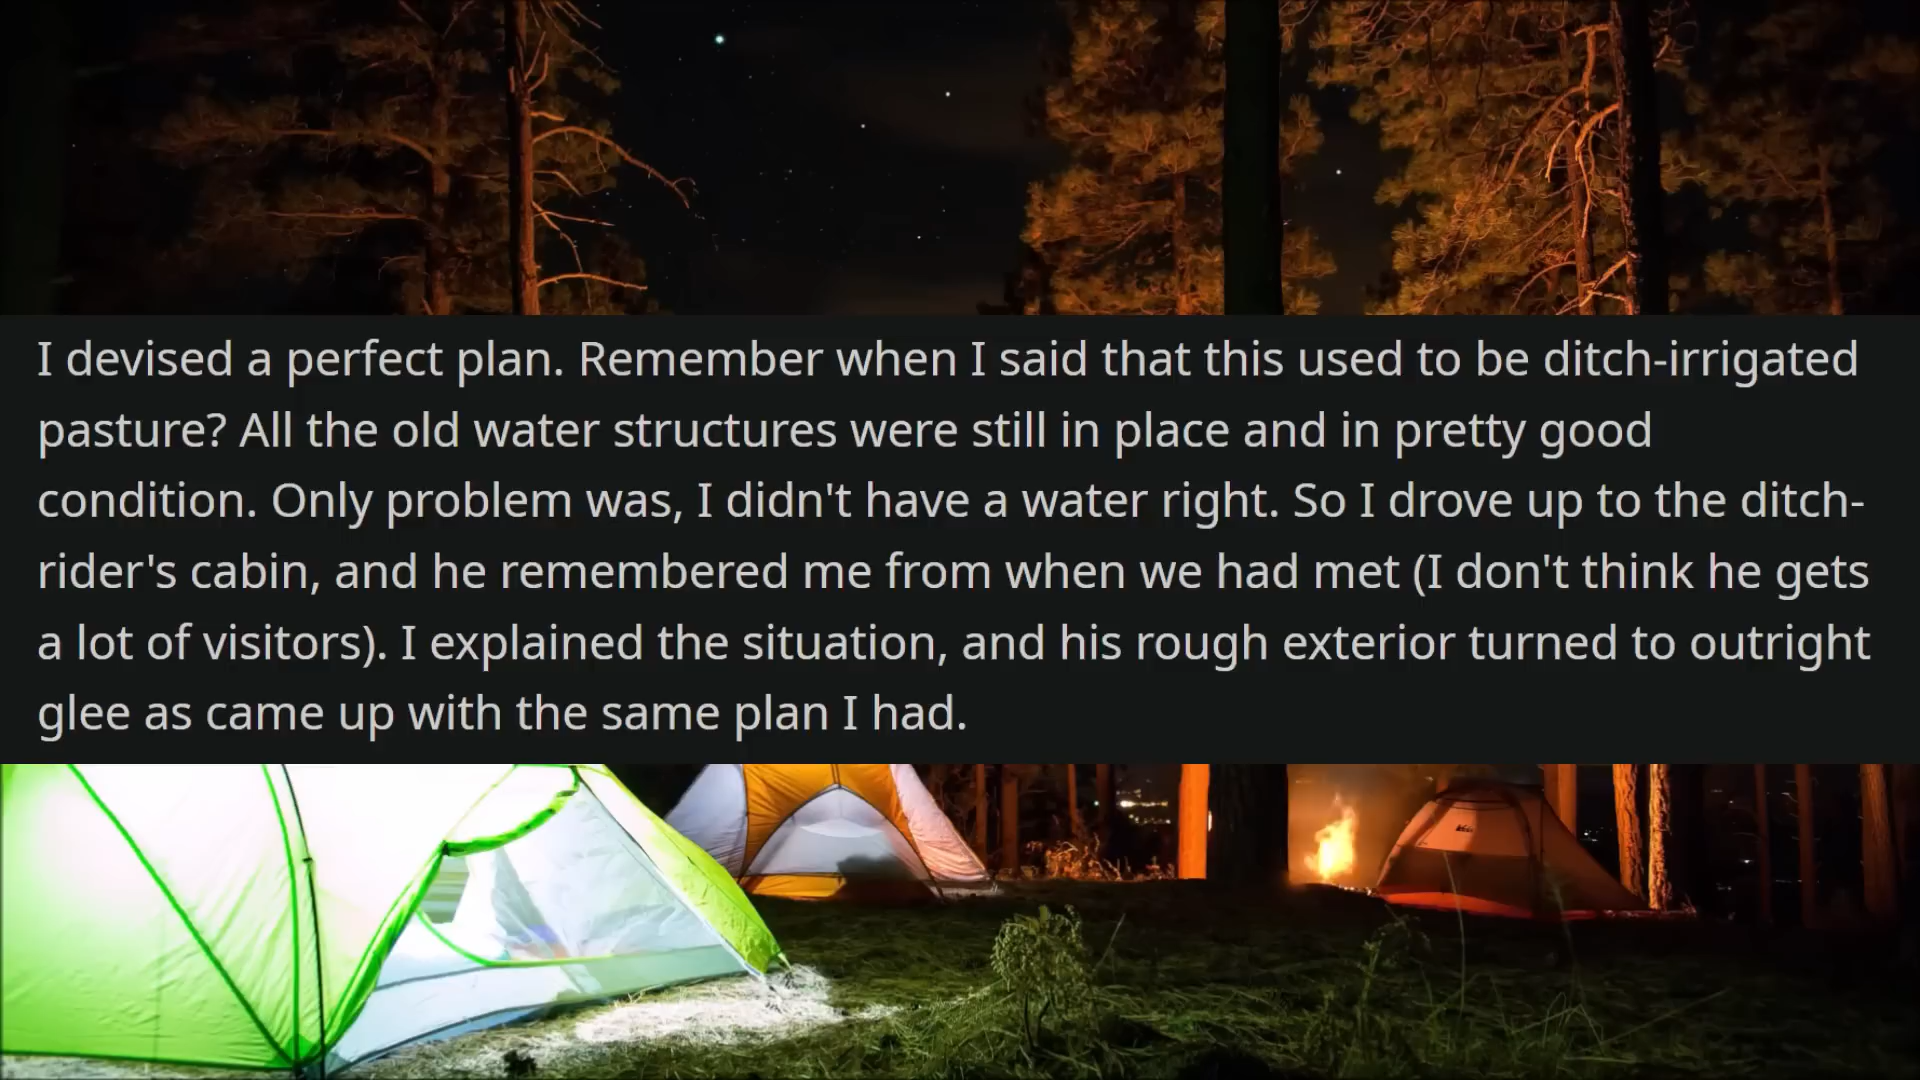 I devised a perfect plan. Remember when I said that this used to be ditch-irrigated
pasture? All the old water structures were still in place and in pretty good
condition. Only problem was, I didn't have a water right. So I drove up to the ditch-
rider's cabin, and he remembered me from when we had met (I don't think he gets
a lot of visitors). I explained the situation, and his rough exterior turned to outright
glee as came up with the same plan I had.